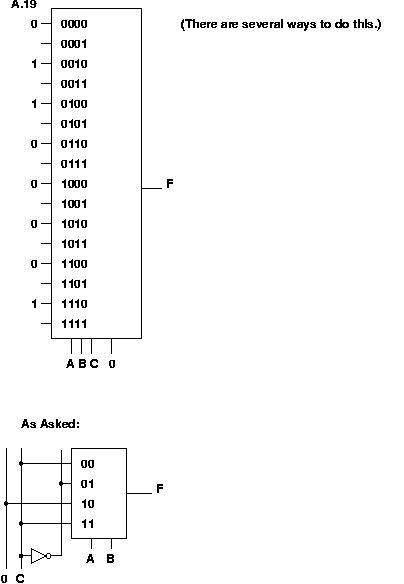 A.19
(There are several ways to do this.)
0 0000
0001
1 0010
0011
1 0100
0101
0 0110
0111
0 1000
F
1001
0 1010
1011
0 1100
1101
1 1110
1111
A B C 0
As Asked:
00
01
F
10
11
A B
0 C